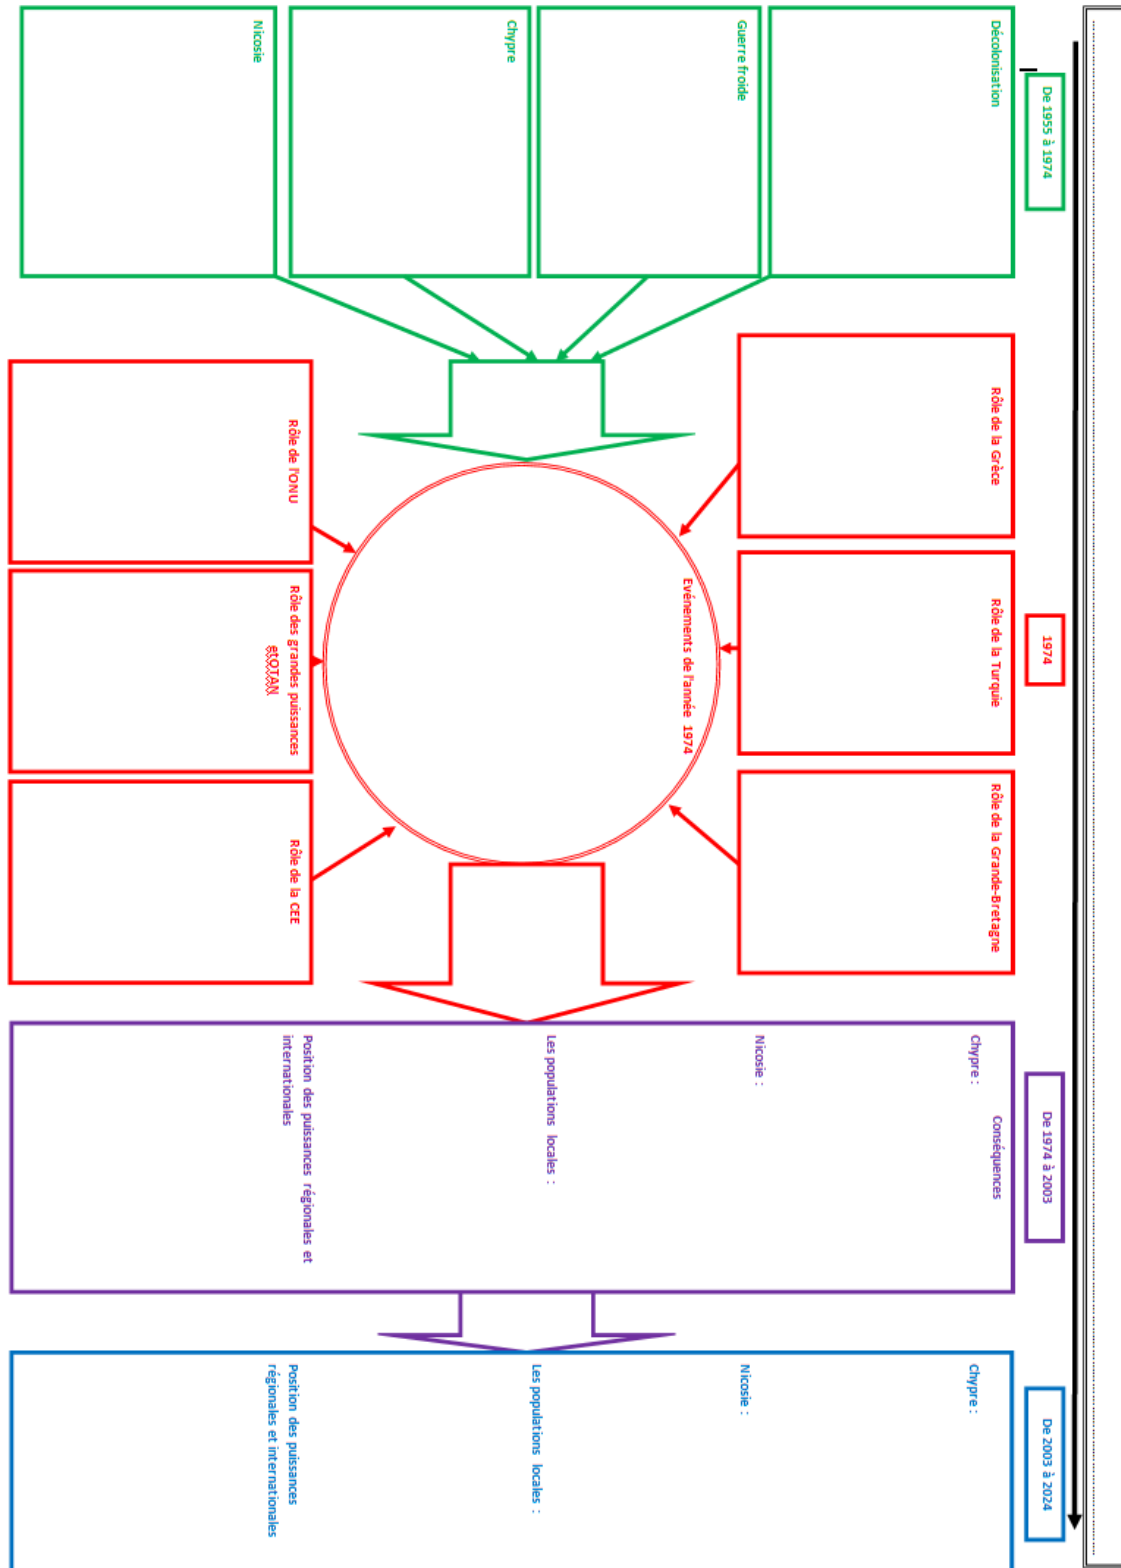 De 1955 à 1974
1974
De 1974 à 2003
De 2003 à 2024
Décolonisation
Guerre froide
Chypre
Nicosie
Rôle de la Grèce
Rôle de la Turquie
Rôle de la Grande-Bretagne
Evénements de l'année 1974
Rôle de l'ONU
Rôle des grandes puissances
etOTAN
Rôle de la CEE
Conséquences
Chypre :
Nicosie :
Les populations locales :
Position des puissances régionales et
internationales
Chypre :
Nicosie :
Les populations locales :
Position des puissances
régionales et internationales